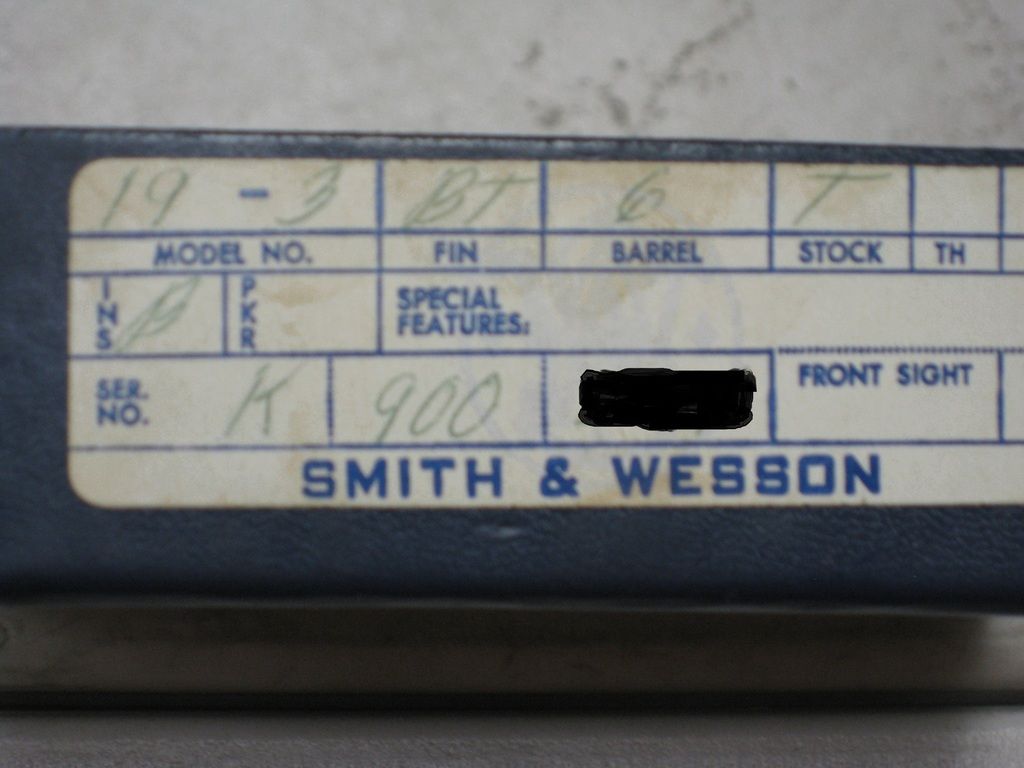 19 - 3 BT 6 T
MODEL NO. FIN BARREL STOCK TH
INS B PKR SPECIAL
FEATURES:
SER.
NO. K 900 FRONT SIGHT
SMITH & WESSON